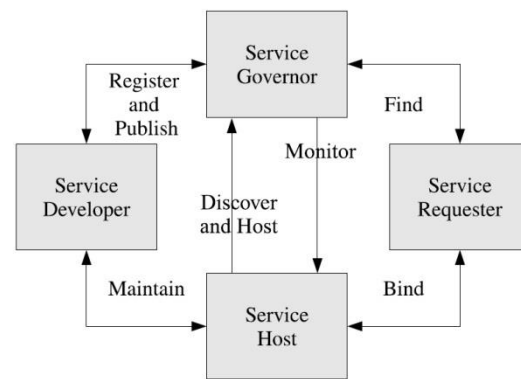 Service
Governor
Register
and
Publish
Find
Monitor
Service
Developer
Discover
and Host
Service
Requester
Maintain
Service
Host
Bind